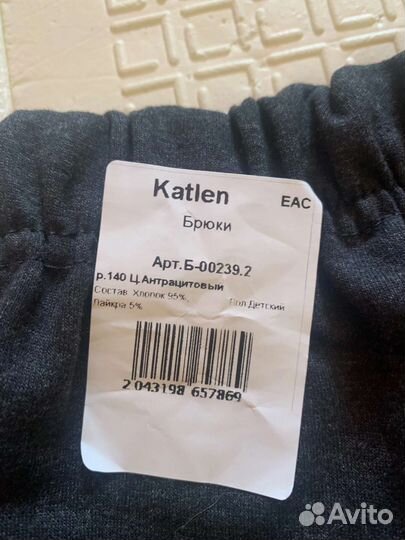 Katlen EAC
Брюки
Арт.Б-00239.2
р.140 Ц.Антрацитовый
Состав: Хлопок 95%, Пол Детский
Лайкра 5%
2 043198 657869
Avito